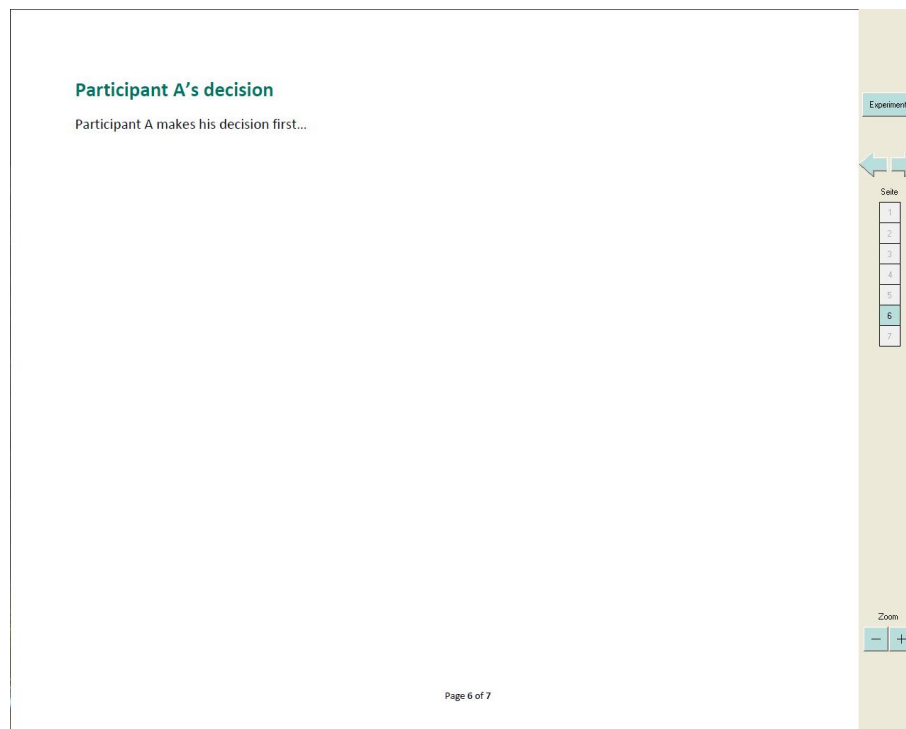 Participant A's decision
Participant A makes his decision first...
Experiment
Seite
1
2
3
4
5
6
7
Zoom
− +
Page 6 of 7